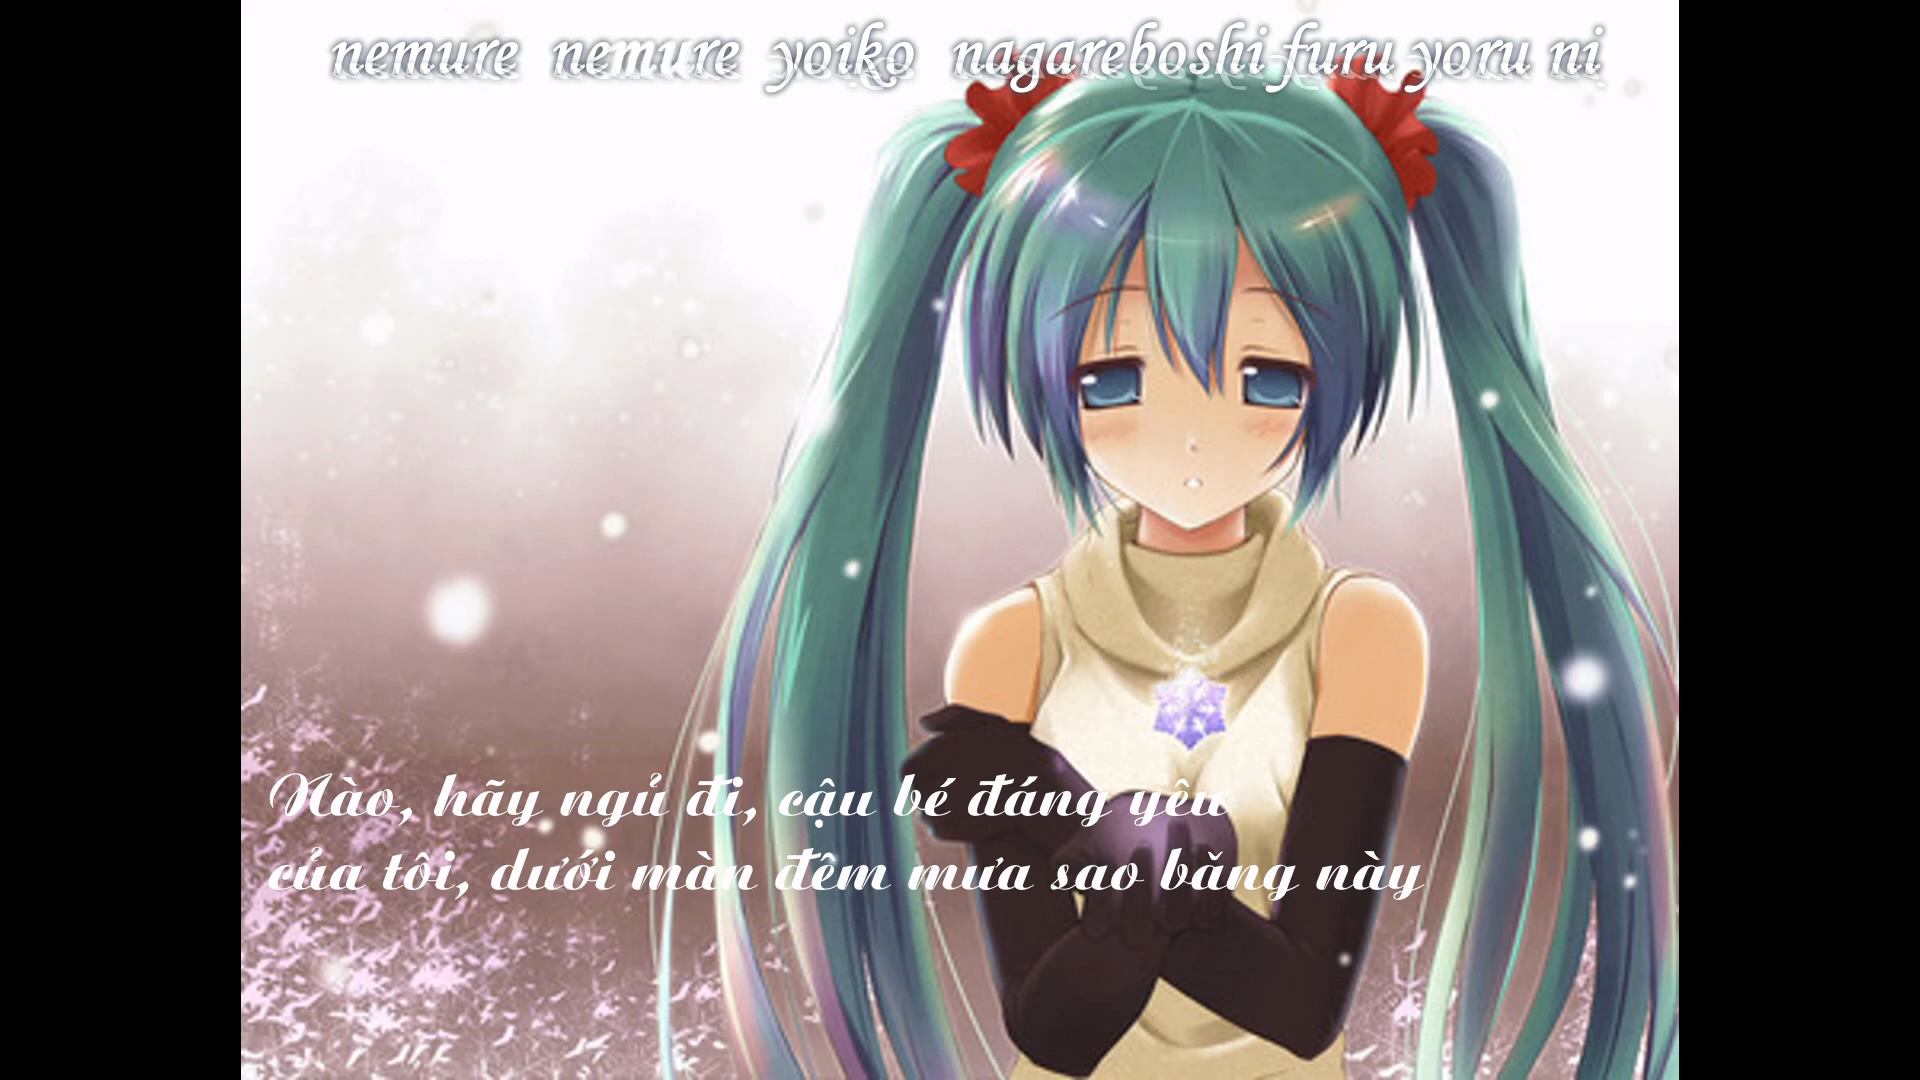 nemure nemure yoiko nagareboshi furu yoru ni
Nào, hãy ngủ đi, cậu bé đáng yêu
của tôi, dưới màn đêm mưa sao băng này